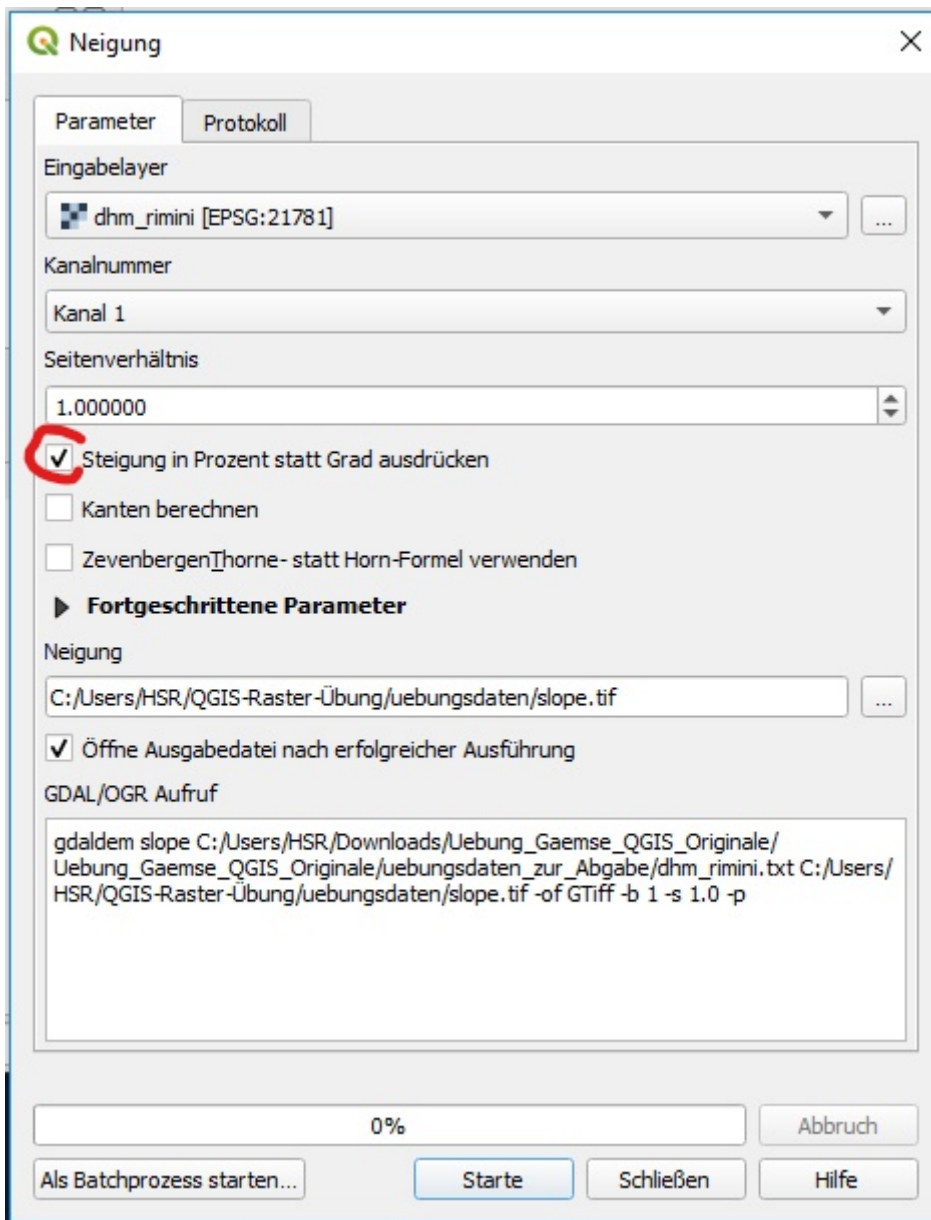 Neigung
Parameter
Protokoll
Eingabelayer
dhm_rimini [EPSG:21781]
...
Kanalnummer
Kanal 1
Seitenverhältnis
1.000000
Steigung in Prozent statt Grad ausdrücken
Kanten berechnen
ZevenbergenThorne- statt Horn-Formel verwenden
Fortgeschrittene Parameter
Neigung
C:/Users/HSR/QGIS-Raster-Übung/uebungsdaten/slope.tif
...
Öffne Ausgabedatei nach erfolgreicher Ausführung
GDAL/OGR Aufruf
gdaldem slope C:/Users/HSR/Downloads/Uebung_Gaemse_QGIS_Originale/
Uebung_Gaemse_QGIS_Originale/uebungsdaten_zur_Abgabe/dhm_rimini.txt C:/Users/
HSR/QGIS-Raster-Übung/uebungsdaten/slope.tif -of GTiff -b 1 -s 1.0 -p
0%
Abbruch
Als Batchprozess starten...
Starte
Schließen
Hilfe